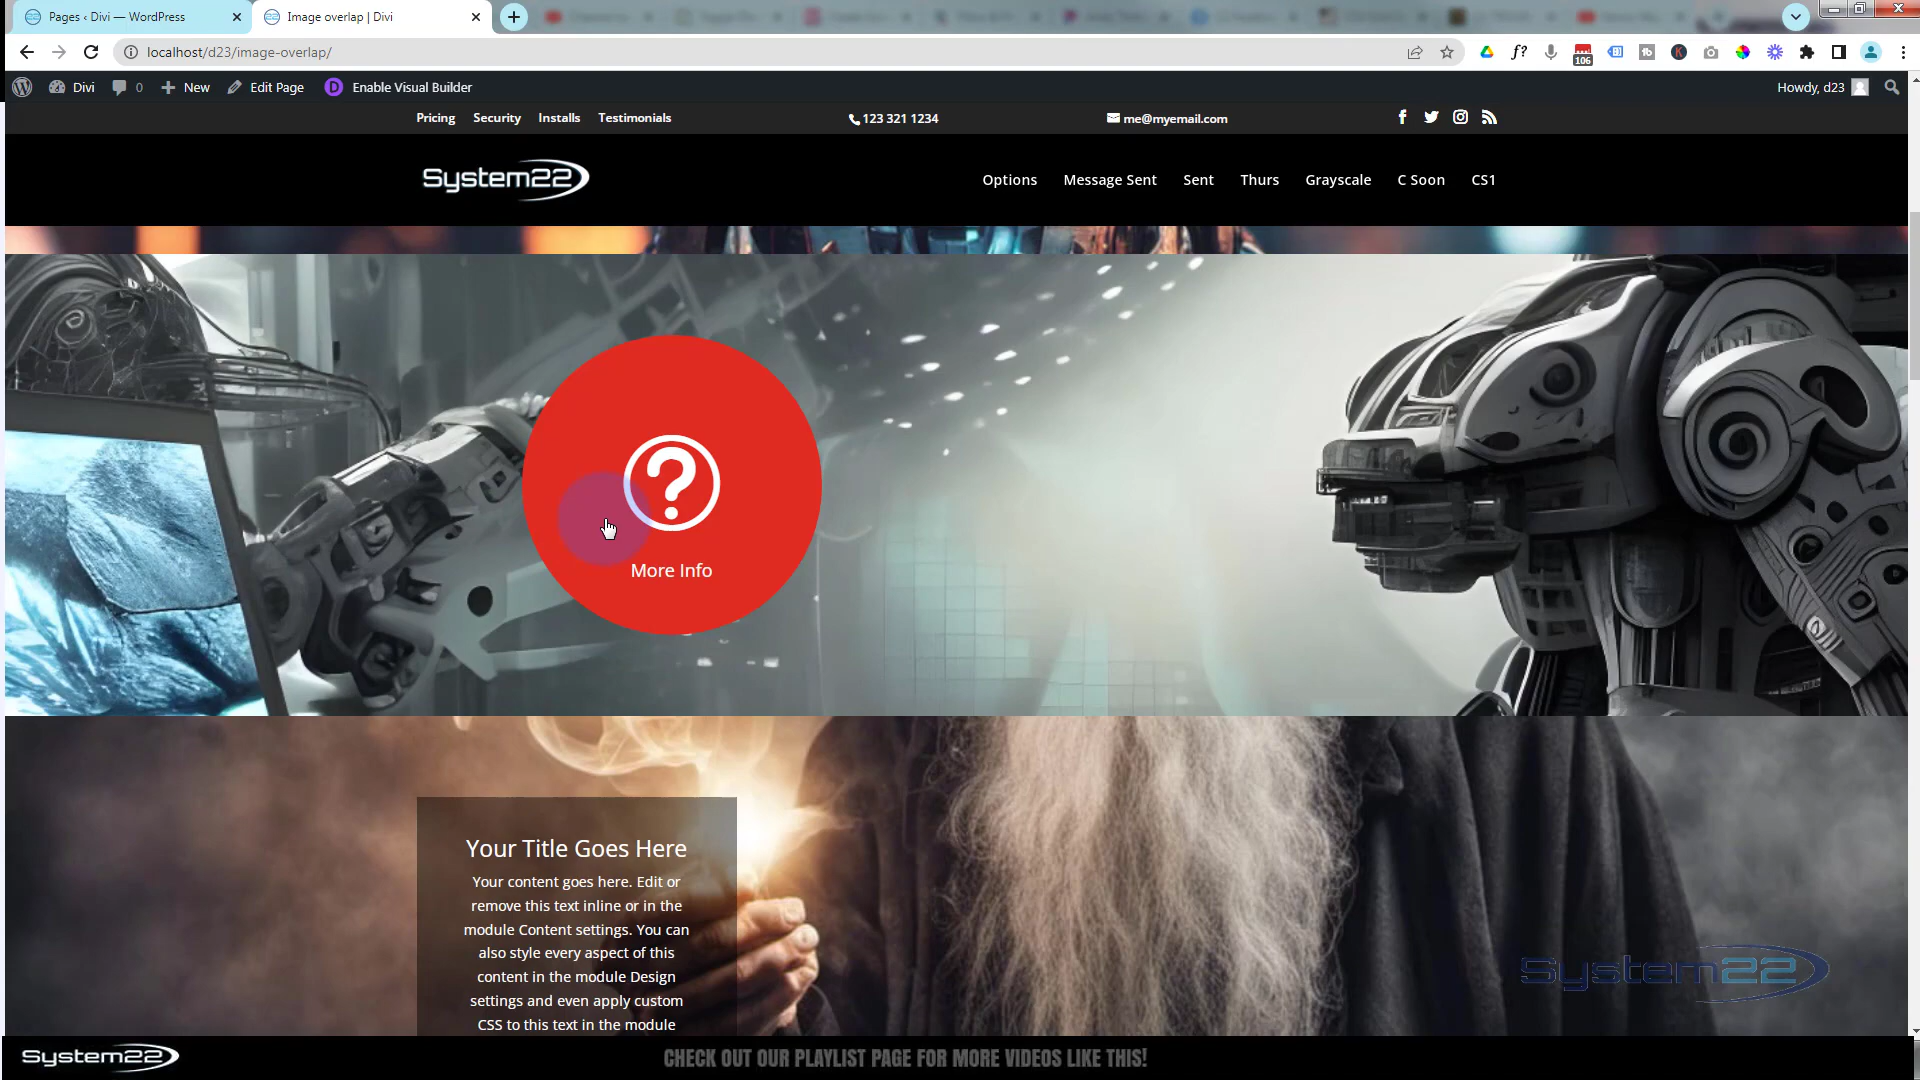 Pages ‹ Divi — WordPress
Image overlap | Divi
localhost/d23/image-overlap/
f?
106
Divi
0
New
Edit Page
D
Enable Visual Builder
Howdy, d23
Pricing
Security
Installs
Testimonials
123 321 1234
me@myemail.com
System22
Options
Message Sent
Sent
Thurs
Grayscale
C Soon
CS1
?
More Info
Your Title Goes Here
Your content goes here. Edit or
remove this text inline or in the
module Content settings. You can
also style every aspect of this
content in the module Design
settings and even apply custom
CSS to this text in the module
System22
System22
CHECK OUT OUR PLAYLIST PAGE FOR MORE VIDEOS LIKE THIS!